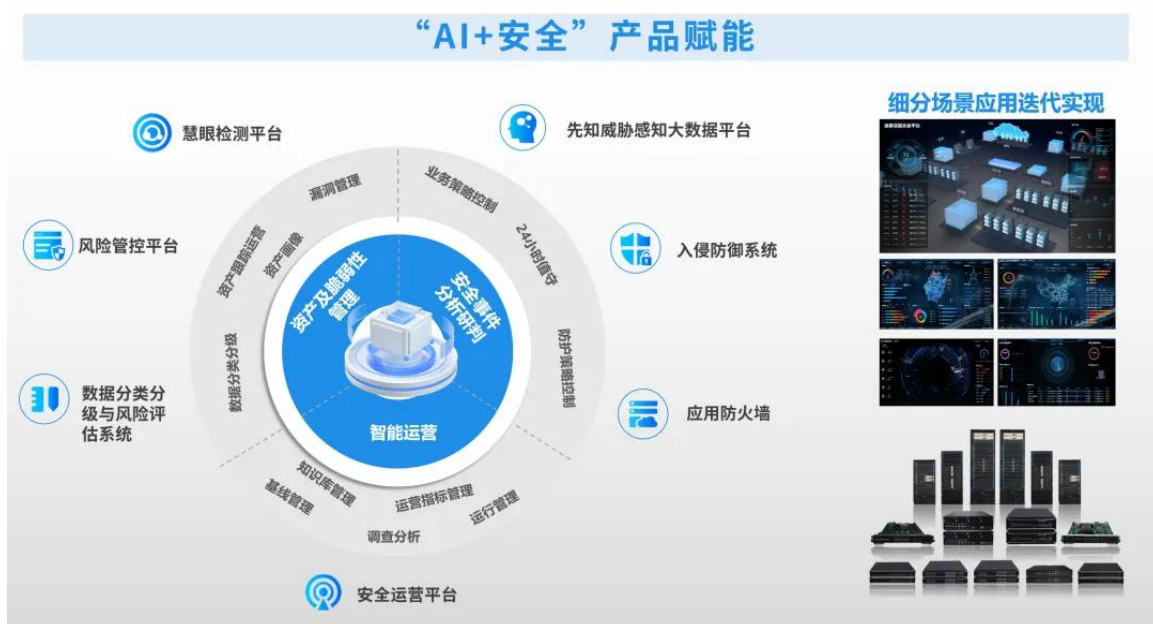 “AI+安全”产品赋能
细分场景应用迭代实现
慧眼检测平台
先知威胁感知大数据平台
风险管控平台
入侵防御系统
数据分类分
级与风险评
估系统
应用防火墙
安全运营平台
漏洞管理
业务策略控制
资产跟踪运营
资产画像
24小时值守
数据分类分级
防护策略控制
资产及脆弱性
管理
安全事件
分析研判
智能运营
知识库管理
基线管理
运营指标管理
运行管理
调查分析